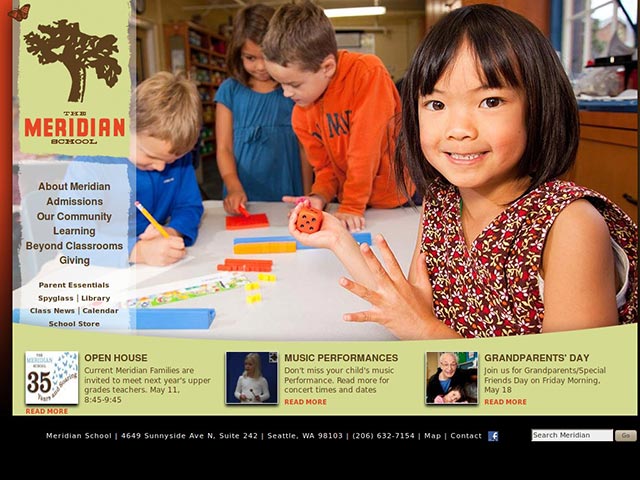 THE
MERIDIAN
SCHOOL
About Meridian
Admissions
Our Community
Learning
Beyond Classrooms
Giving
Parent Essentials
Spyglass | Library
Class News | Calendar
School Store
THE
MERIDIAN
SCHOOL
35
Years and Soaring
OPEN HOUSE
Current Meridian Families are
invited to meet next year's upper
grades teachers. May 11,
8:45-9:45
READ MORE
MUSIC PERFORMANCES
Don't miss your child's music
Performance. Read more for
concert times and dates
READ MORE
GRANDPARENTS' DAY
Join us for Grandparents/Special
Friends Day on Friday Morning,
May 18
READ MORE
Meridian School | 4649 Sunnyside Ave N, Suite 242 | Seattle, WA 98103 | (206) 632-7154 | Map | Contact
f
Search Meridian
Go